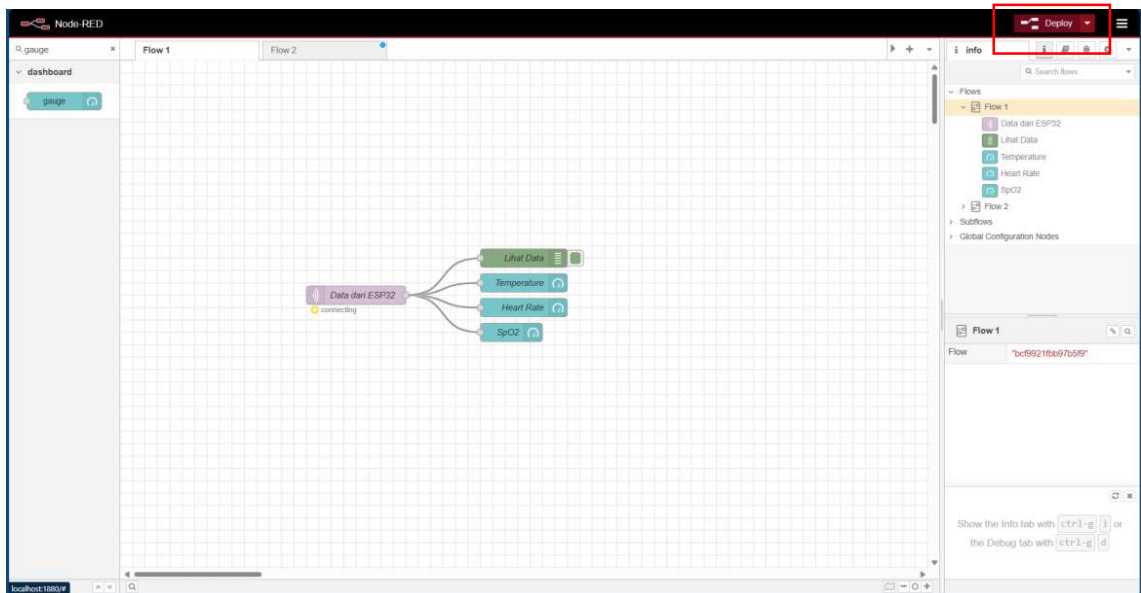 Node-RED
Deploy
gauge
Flow 1
Flow 2
info
i
Search flows
dashboard
gauge
Flows
Flow 1
Data dari ESP32
Lihat Data
Temperature
Heart Rate
SpO2
Flow 2
Subflows
Global Configuration Nodes
Lihat Data
Temperature
Data dari ESP32
Heart Rate
connecting
SpO2
Flow 1
Flow "bcf9921fbb97b5f9"
Show the Info tab with ctrl-g i or
the Debug tab with ctrl-g d
localhost:1880/#